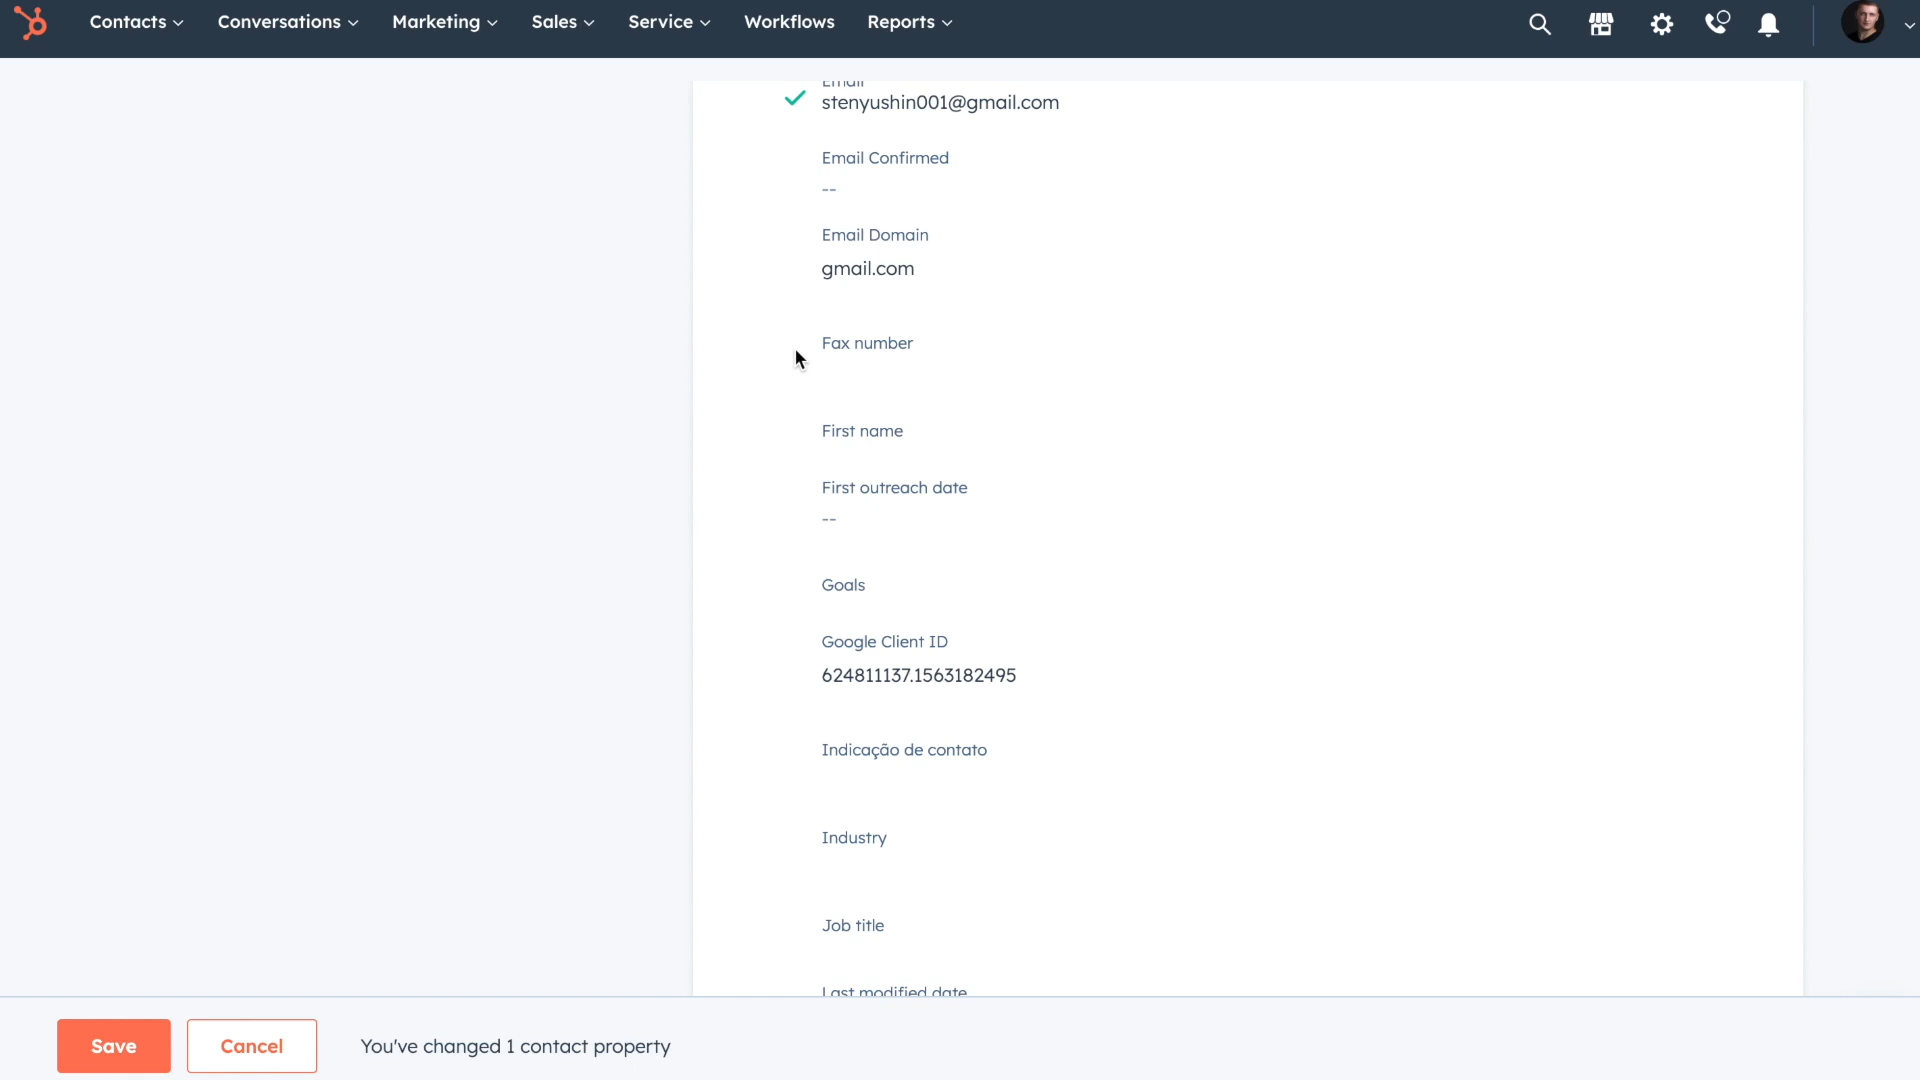 Contacts
Conversations
Marketing
Sales
Service
Workflows
Reports
Email
stenyushin001@gmail.com
Email Confirmed
--
Email Domain
gmail.com
Fax number
First name
First outreach date
--
Goals
Google Client ID
624811137.1563182495
Indicação de contato
Industry
Job title
Last modified date
Save
Cancel
You've changed 1 contact property